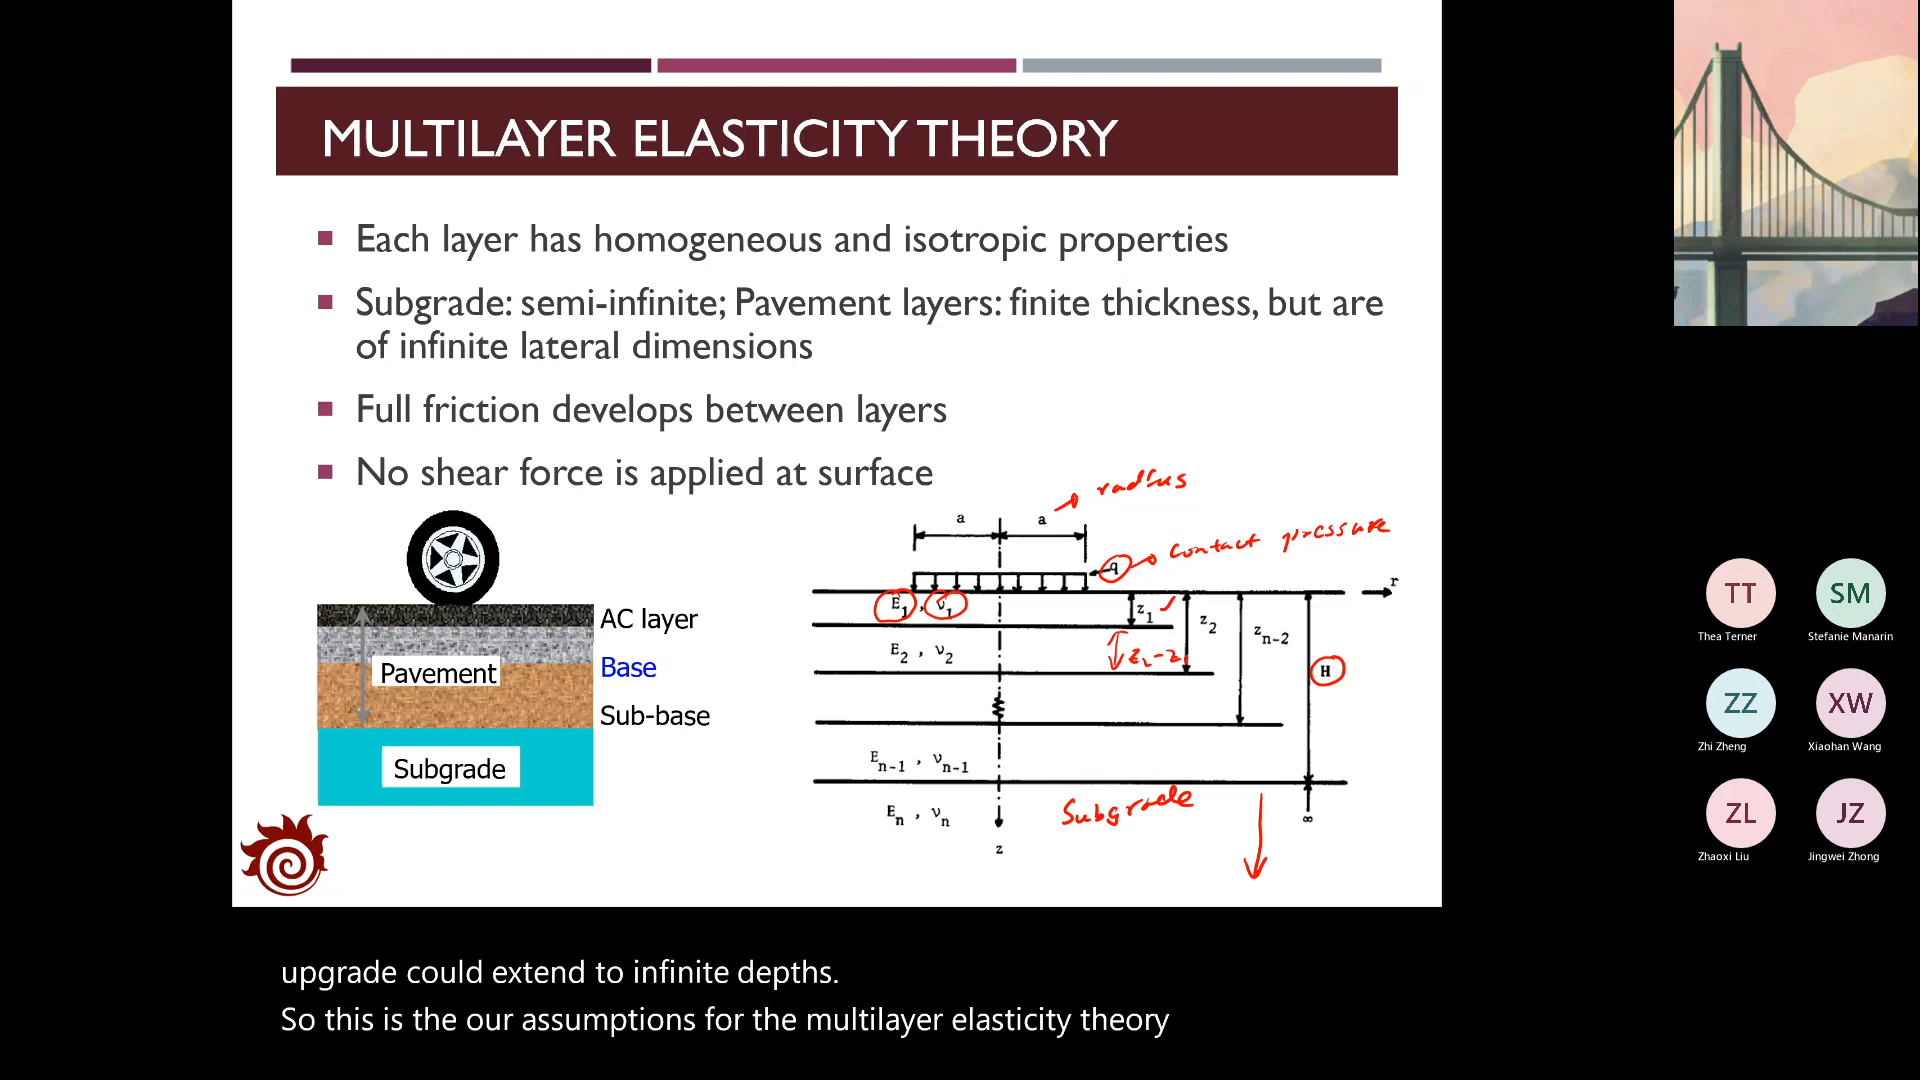 MULTILAYER ELASTICITY THEORY
Each layer has homogeneous and isotropic properties
Subgrade: semi-infinite; Pavement layers: finite thickness, but are
of infinite lateral dimensions
Full friction develops between layers
No shear force is applied at surface
radius
a
a
contact pressure
q
r
AC layer
E1 , ν1
z1
z2
zn-2
Base
E2 , ν2
z2-z1
H
Pavement
Sub-base
Subgrade
En-1 , νn-1
Subgrade
En , νn
∞
z
TT
SM
Thea Terner
Stefanie Manarin
ZZ
XW
Zhi Zheng
Xiaohan Wang
ZL
JZ
Zhaoxi Liu
Jingwei Zhong
upgrade could extend to infinite depths.
So this is the our assumptions for the multilayer elasticity theory